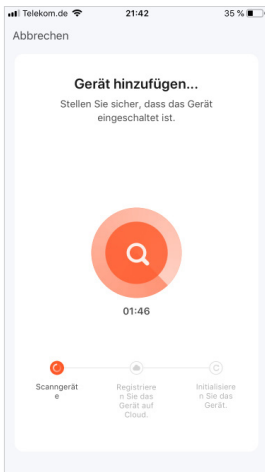 Telekom.de 21:42 35 %
Abbrechen
Gerät hinzufügen...
Stellen Sie sicher, dass das Gerät
eingeschaltet ist.
01:46
Scanngerät
e
Registriere
n Sie das
Gerät auf
Cloud.
Initialisiere
n Sie das
Gerät.